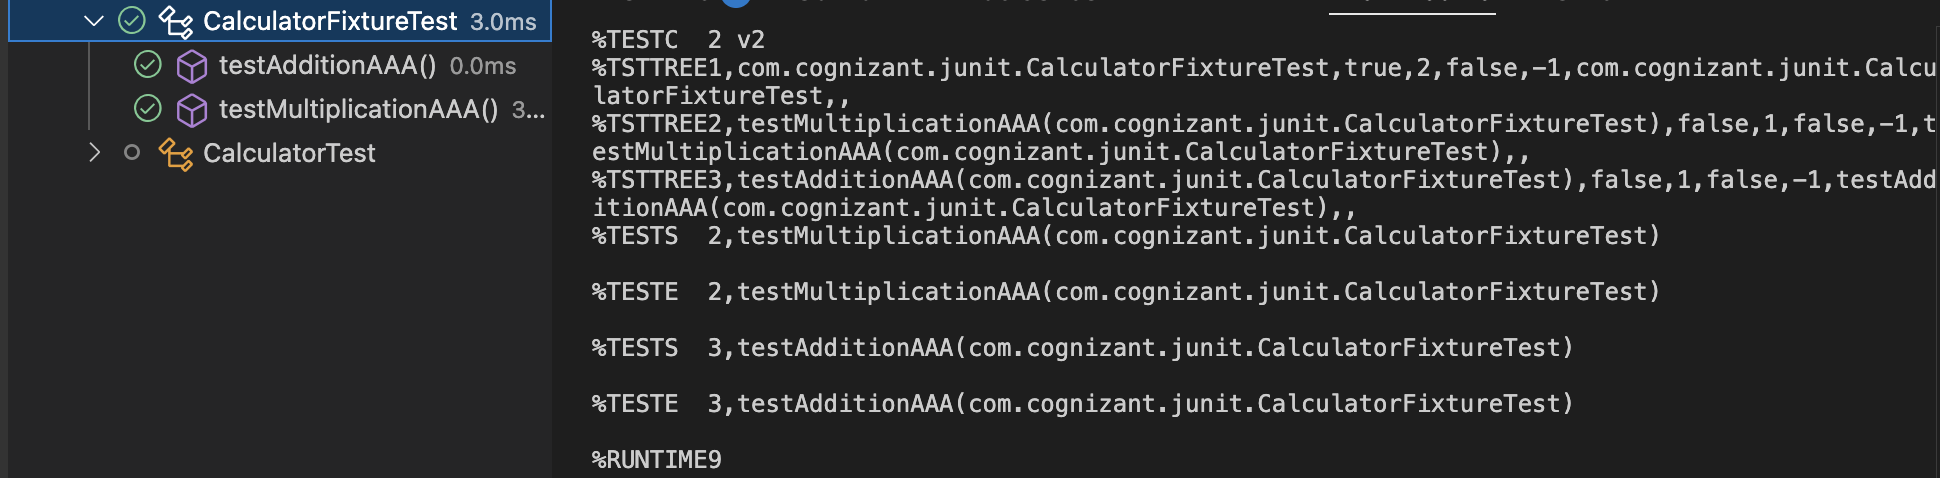 CalculatorFixtureTest 3.0ms
testAdditionAAA() 0.0ms
testMultiplicationAAA() 3...
CalculatorTest
%TESTC  2 v2
%TSTTREE1,com.cognizant.junit.CalculatorFixtureTest,true,2,false,-1,com.cognizant.junit.Calcu
latorFixtureTest,,
%TSTTREE2,testMultiplicationAAA(com.cognizant.junit.CalculatorFixtureTest),false,1,false,-1,t
estMultiplicationAAA(com.cognizant.junit.CalculatorFixtureTest),,
%TSTTREE3,testAdditionAAA(com.cognizant.junit.CalculatorFixtureTest),false,1,false,-1,testAdd
itionAAA(com.cognizant.junit.CalculatorFixtureTest),,
%TESTS  2,testMultiplicationAAA(com.cognizant.junit.CalculatorFixtureTest)
%TESTE  2,testMultiplicationAAA(com.cognizant.junit.CalculatorFixtureTest)
%TESTS  3,testAdditionAAA(com.cognizant.junit.CalculatorFixtureTest)
%TESTE  3,testAdditionAAA(com.cognizant.junit.CalculatorFixtureTest)
%RUNTIME9